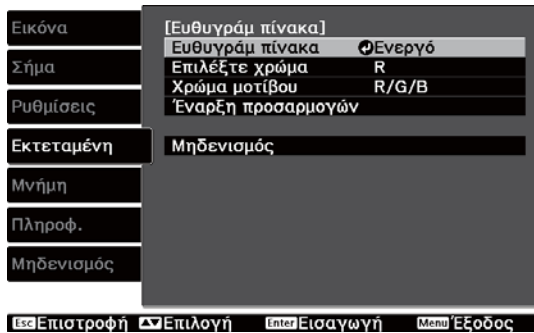 Εικόνα
Σήμα
Ρυθμίσεις
Εκτεταμένη
Μνήμη
Πληροφ.
Μηδενισμός
[Ευθυγράμ πίνακα]
Ευθυγράμ πίνακα Ενεργό
Επιλέξτε χρώμα R
Χρώμα μοτίβου R/G/B
Έναρξη προσαρμογών
Μηδενισμός
Esc Επιστροφή Επιλογή Enter Εισαγωγή Menu Έξοδος